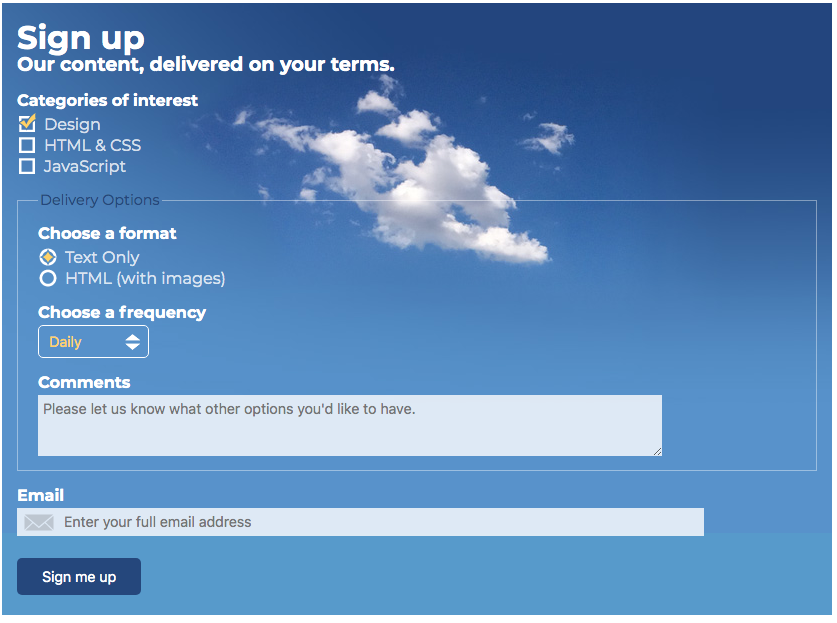 Sign up
Our content, delivered on your terms.
Categories of interest
Design
HTML & CSS
JavaScript
Delivery Options
Choose a format
Text Only
HTML (with images)
Choose a frequency
Daily
Comments
Please let us know what other options you'd like to have.
Email
Enter your full email address
Sign me up